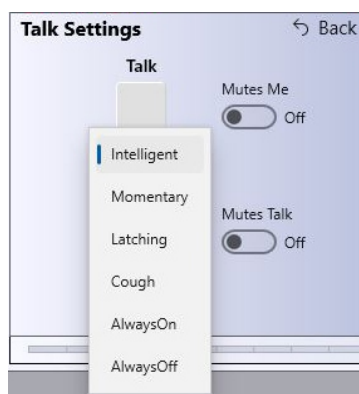 Talk Settings
Back
Talk
Mutes Me
Off
Intelligent
Momentary
Latching
Mutes Talk
Off
Cough
AlwaysOn
AlwaysOff